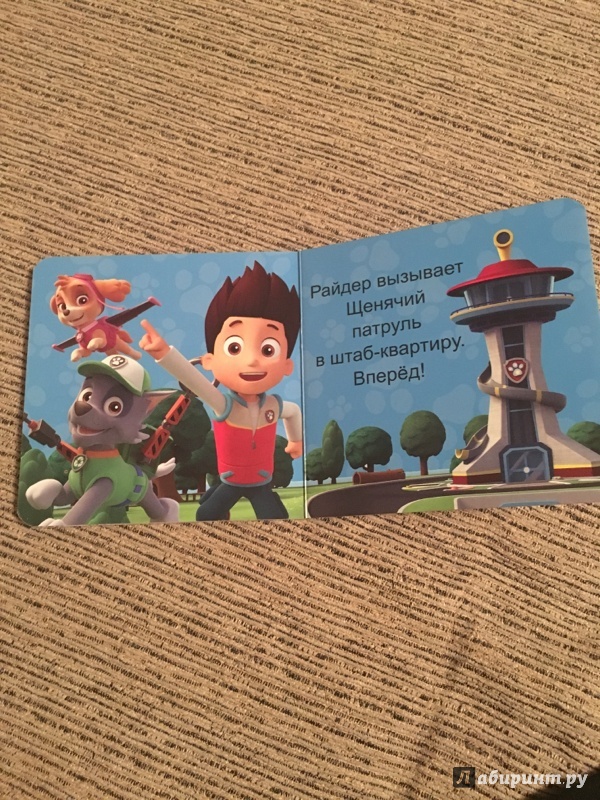 Райдер вызывает
Щенячий
патруль
в штаб-квартиру.
Вперёд!
Лабиринт.ру